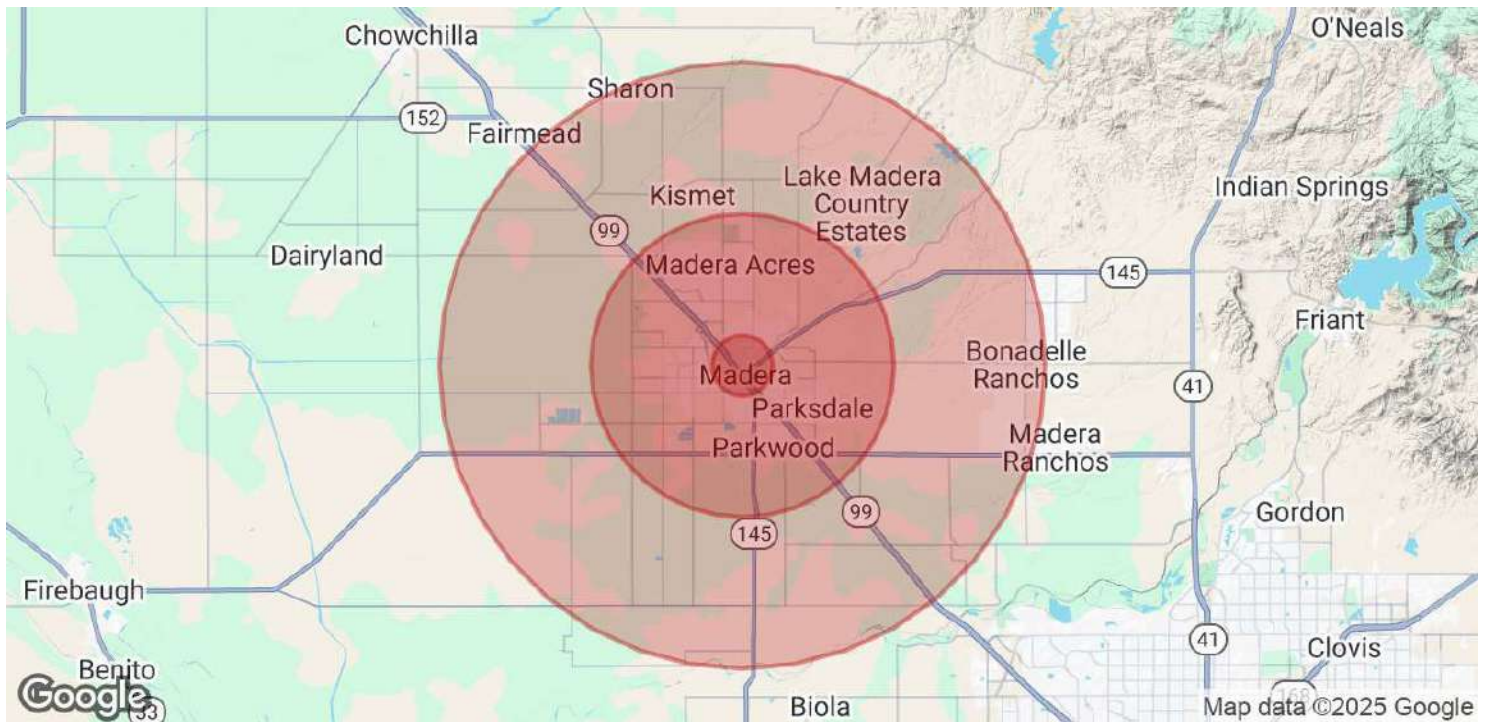 O'Neals
Chowchilla
Sharon
152
Fairmead
Lake Madera
Country
Estates
Kismet
Indian Springs
99
Dairyland
Madera Acres
145
Friant
Bonadelle
Ranchos
Madera
41
Parksdale
Madera
Ranchos
Parkwood
99
Gordon
145
Firebaugh
41
Clovis
Benito
Google
33
168
Biola
Map data ©2025 Google